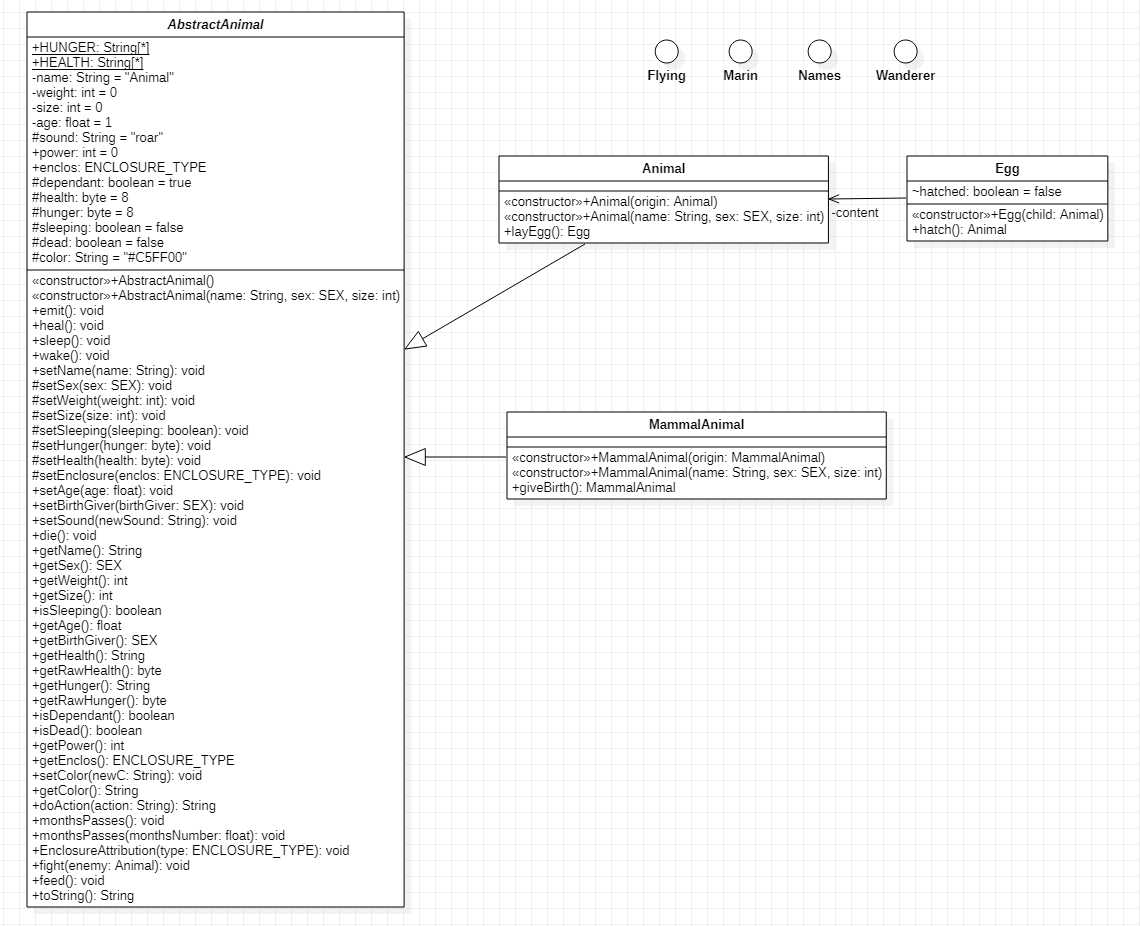 AbstractAnimal
+HUNGER: String[*]
+HEALTH: String[*]
-name: String = "Animal"
-weight: int = 0
-size: int = 0
-age: float = 1
#sound: String = "roar"
+power: int = 0
+enclos: ENCLOSURE_TYPE
#dependant: boolean = true
#health: byte = 8
#hunger: byte = 8
#sleeping: boolean = false
#dead: boolean = false
#color: String = "#C5FF00"
«constructor»+AbstractAnimal()
«constructor»+AbstractAnimal(name: String, sex: SEX, size: int)
+emit(): void
+heal(): void
+sleep(): void
+wake(): void
+setName(name: String): void
#setSex(sex: SEX): void
#setWeight(weight: int): void
#setSize(size: int): void
#setSleeping(sleeping: boolean): void
#setHunger(hunger: byte): void
#setHealth(health: byte): void
#setEnclosure(enclos: ENCLOSURE_TYPE): void
+setAge(age: float): void
+setBirthGiver(birthGiver: SEX): void
+setSound(newSound: String): void
+die(): void
+getName(): String
+getSex(): SEX
+getWeight(): int
+getSize(): int
+isSleeping(): boolean
+getAge(): float
+getBirthGiver(): SEX
+getHealth(): String
+getRawHealth(): byte
+getHunger(): String
+getRawHunger(): byte
+isDependant(): boolean
+isDead(): boolean
+getPower(): int
+getEnclos(): ENCLOSURE_TYPE
+setColor(newC: String): void
+getColor(): String
+doAction(action: String): String
+monthsPasses(): void
+monthsPasses(monthsNumber: float): void
+EnclosureAttribution(type: ENCLOSURE_TYPE): void
+fight(enemy: Animal): void
+feed(): void
+toString(): String
Flying
Marin
Names
Wanderer
Animal
«constructor»+Animal(origin: Animal)
«constructor»+Animal(name: String, sex: SEX, size: int)
+layEgg(): Egg
-content
Egg
~hatched: boolean = false
«constructor»+Egg(child: Animal)
+hatch(): Animal
MammalAnimal
«constructor»+MammalAnimal(origin: MammalAnimal)
«constructor»+MammalAnimal(name: String, sex: SEX, size: int)
+giveBirth(): MammalAnimal